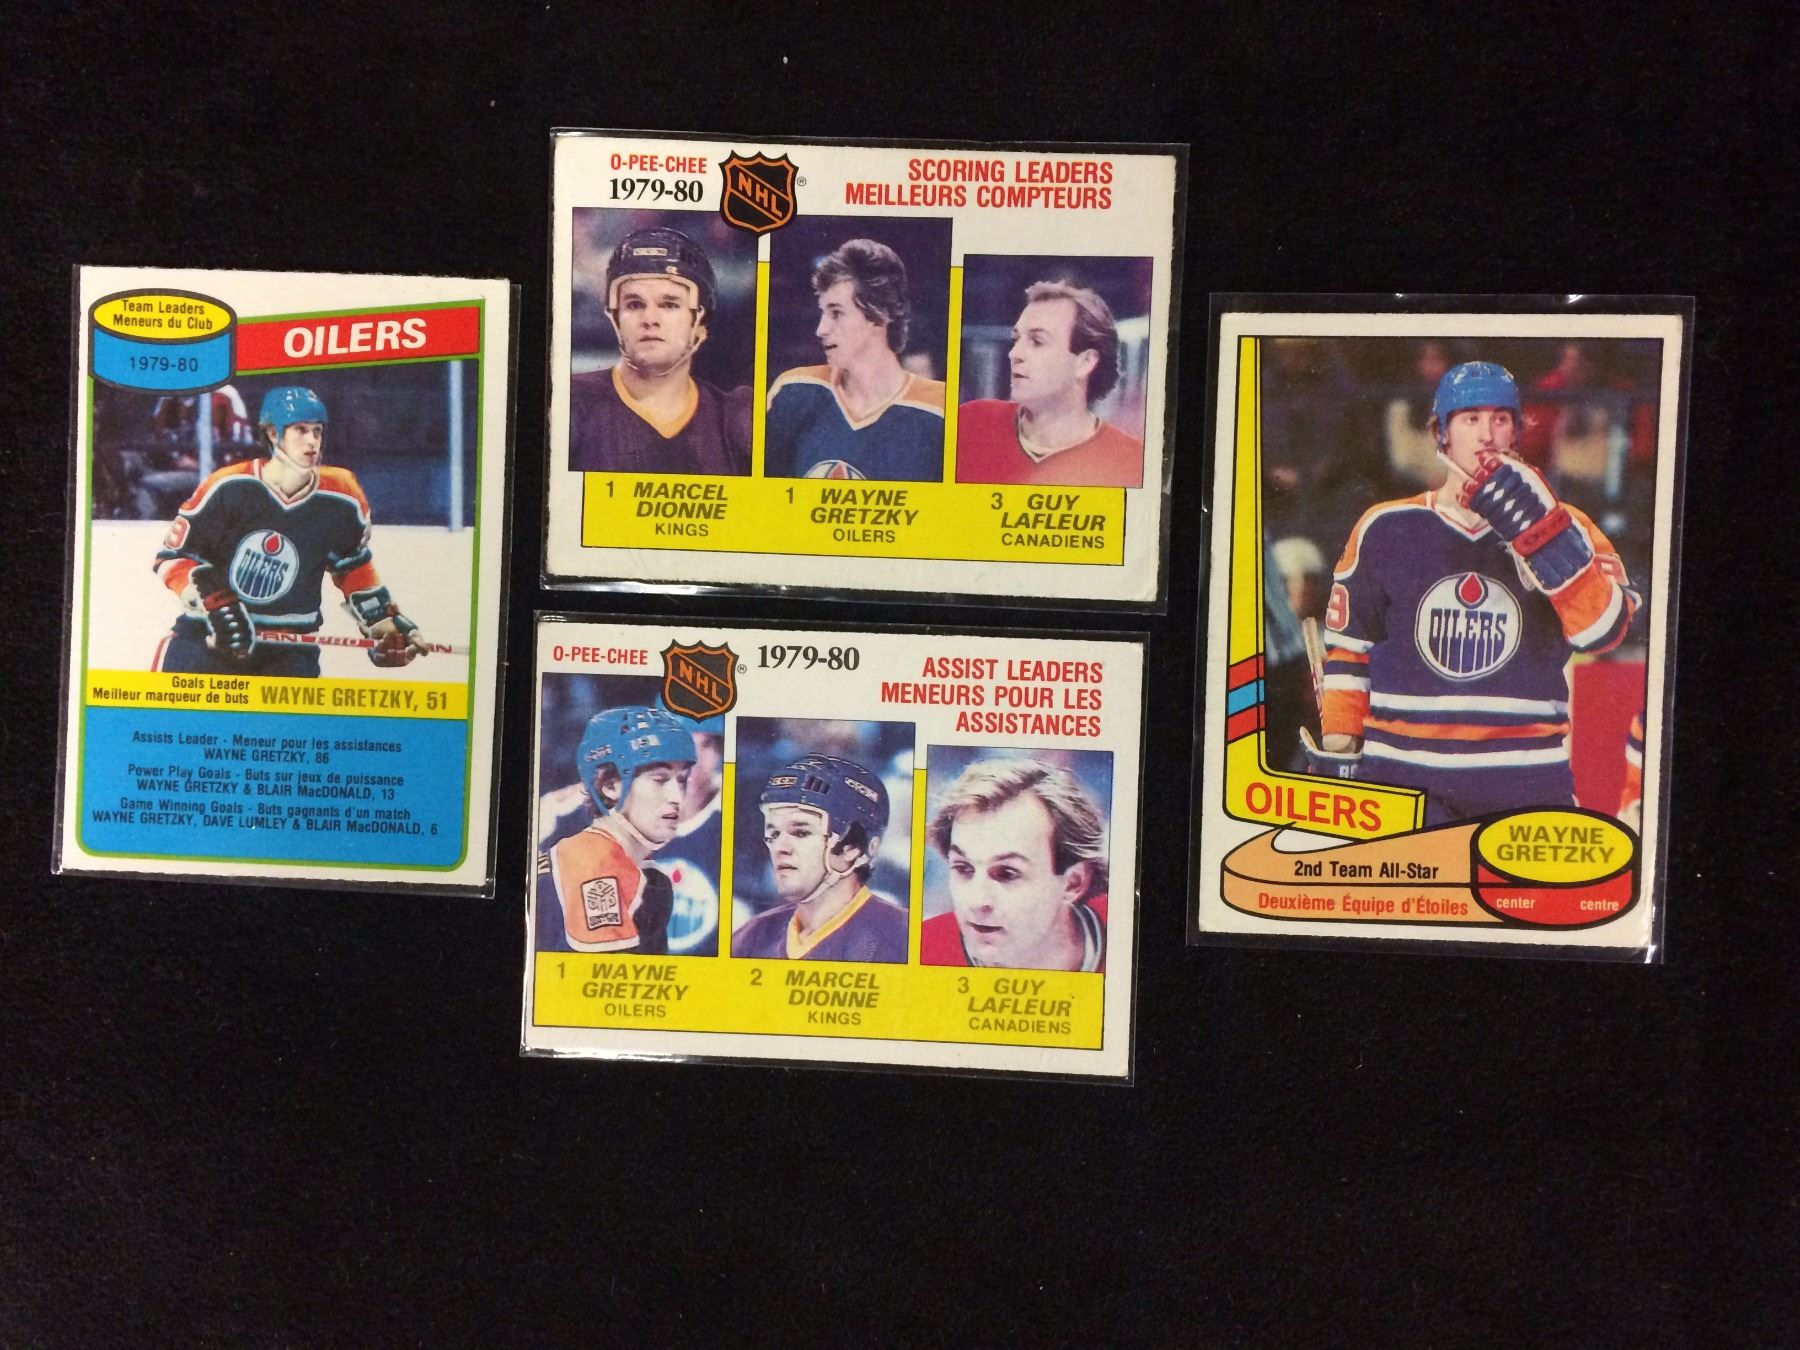 Team Leaders
Meneurs du Club
1979-80
OILERS
OILERS
Goals Leader
Meilleur marqueur de buts
WAYNE GRETZKY, 51
Assists Leader - Meneur pour les assistances
WAYNE GRETZKY, 86
Power Play Goals - Buts sur jeux de puissance
WAYNE GRETZKY & BLAIR MacDONALD, 13
Game Winning Goals - Buts gagnants d'un match
WAYNE GRETZKY, DAVE LUMLEY & BLAIR MacDONALD, 6
O-PEE-CHEE
1979-80
NHL
®
SCORING LEADERS
MEILLEURS COMPTEURS
1 MARCEL
DIONNE
KINGS
1 WAYNE
GRETZKY
OILERS
3 GUY
LAFLEUR
CANADIENS
O-PEE-CHEE
NHL
®
1979-80
ASSIST LEADERS
MENEURS POUR LES
ASSISTANCES
1 WAYNE
GRETZKY
OILERS
2 MARCEL
DIONNE
KINGS
3 GUY
LAFLEUR
CANADIENS
OILERS
OILERS
WAYNE
GRETZKY
2nd Team All-Star
Deuxième Équipe d'Étoiles
center centre